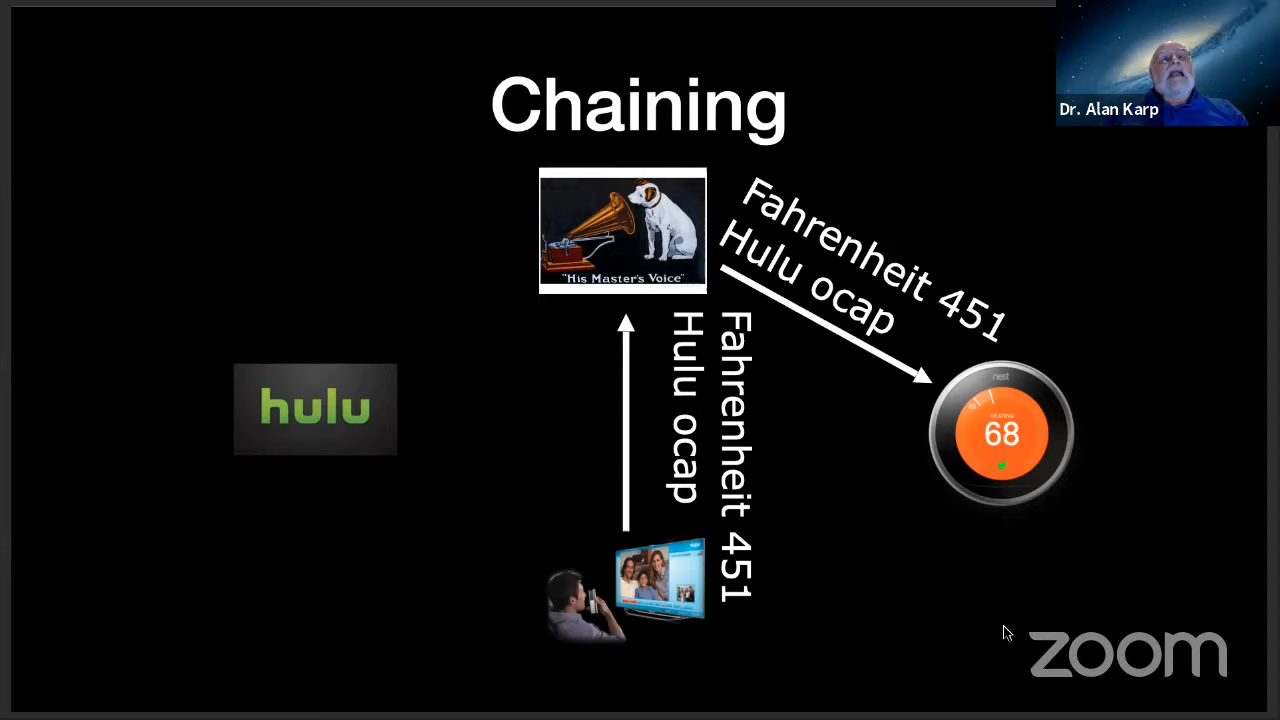 Chaining
Dr. Alan Karp
"His Master's Voice"
Fahrenheit 451
Hulu ocap
Fahrenheit 451
Hulu ocap
hulu
nest
HEATING
68
zoom